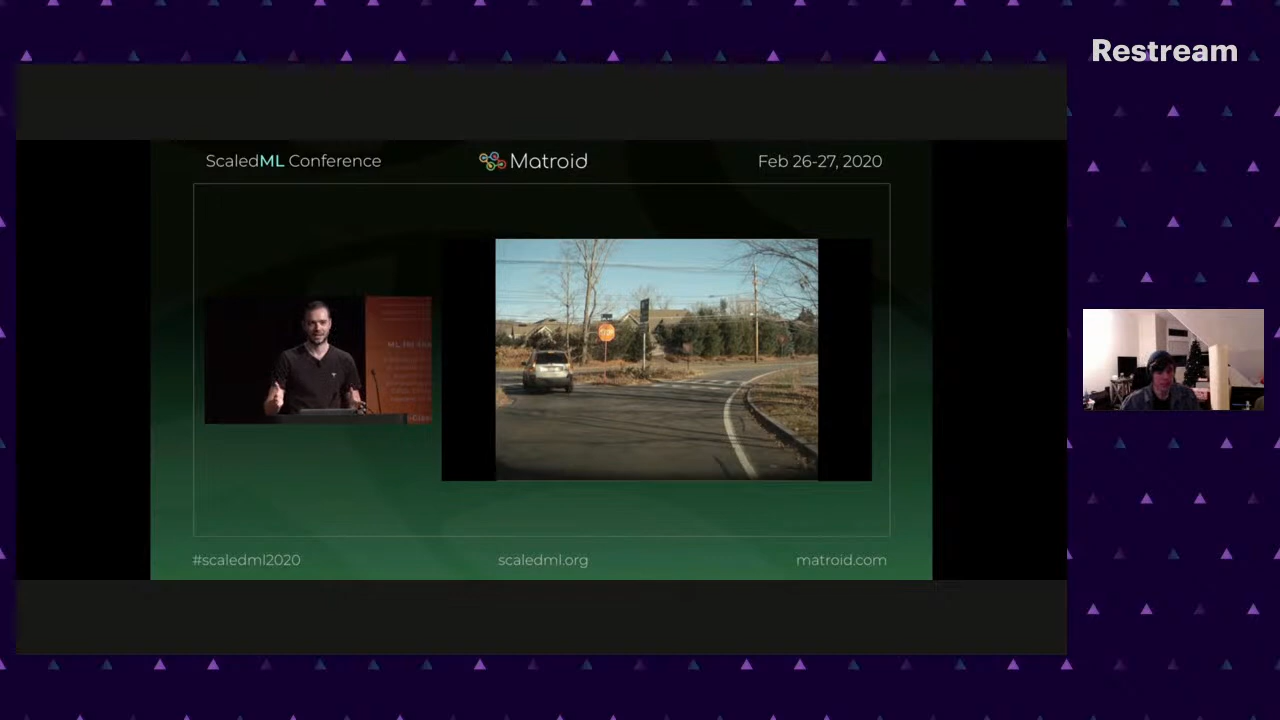 Restream
ScaledML Conference
Matroid
Feb 26-27, 2020
#scaledml2020
scaledml.org
matroid.com